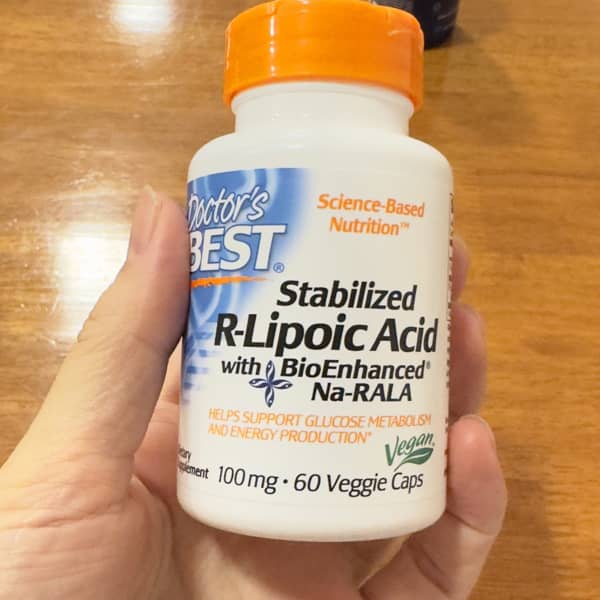 Doctor's
BEST®
Science-Based
Nutrition™
Stabilized
R-Lipoic Acid
with BioEnhanced®
Na-RALA
HELPS SUPPORT GLUCOSE METABOLISM
AND ENERGY PRODUCTION*
Vegan
100 mg • 60 Veggie Caps